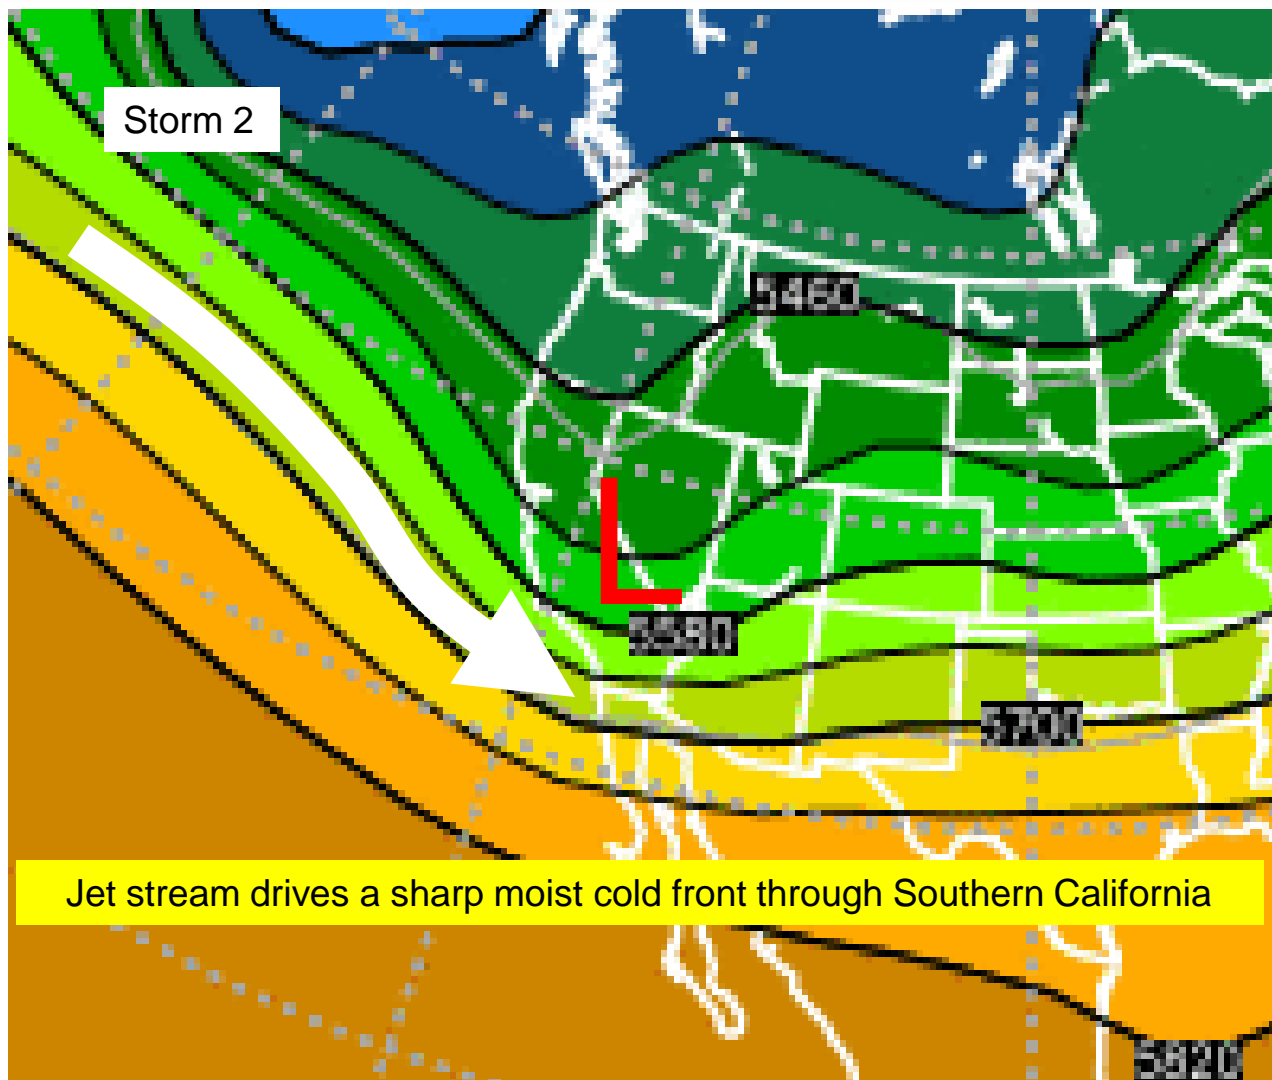 Storm 2
5460
L
5580
5700
Jet stream drives a sharp moist cold front through Southern California
5820